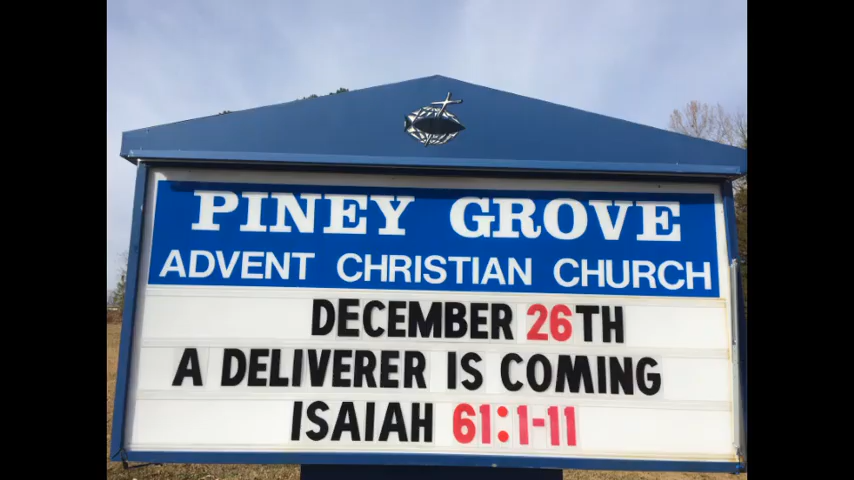 PINEY GROVE
ADVENT CHRISTIAN CHURCH
DECEMBER 26TH
A DELIVERER IS COMING
ISAIAH 61:1-11